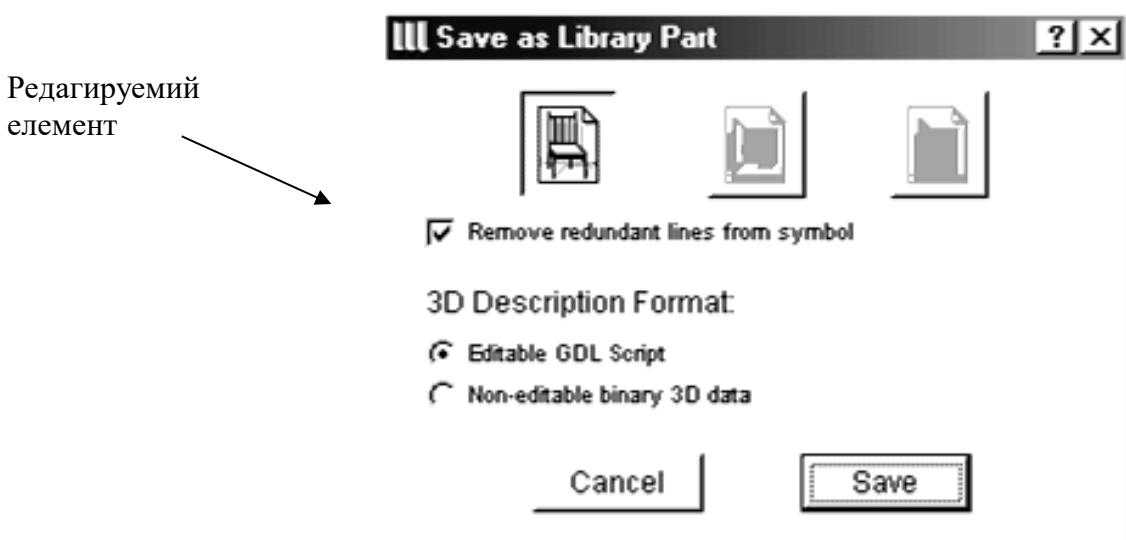 Save as Library Part
Редагируемий
елемент
Remove redundant lines from symbol
3D Description Format:
Editable GDL Script
Non-editable binary 3D data
Cancel Save